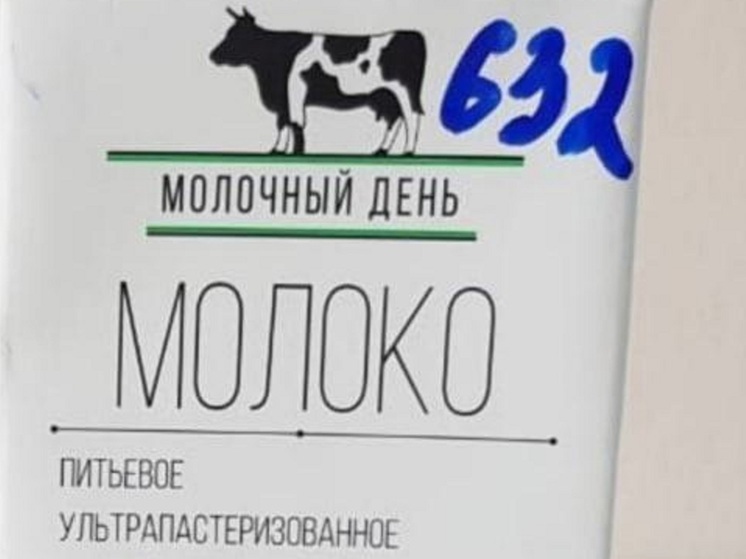 632
МОЛОЧНЫЙ ДЕНЬ
МОЛОКО
ПИТЬЕВОЕ
УЛЬТРАПАСТЕРИЗОВАННОЕ